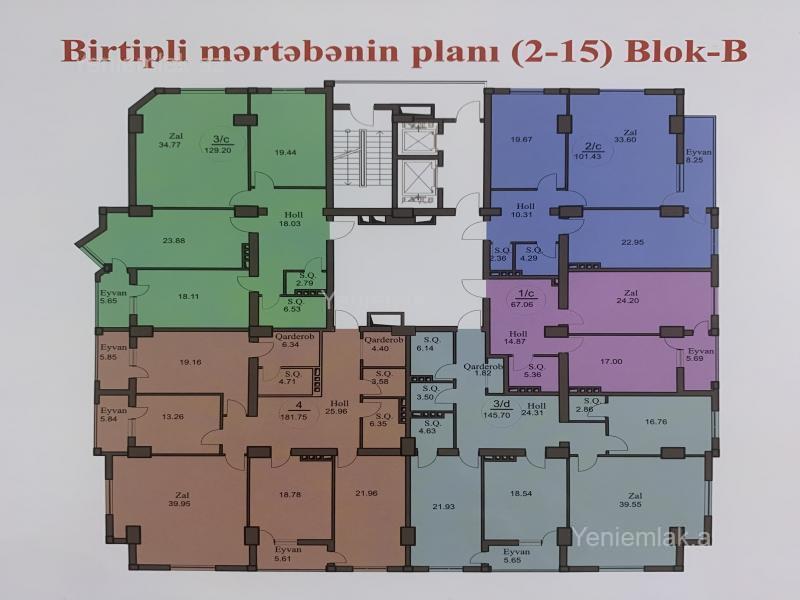 Birtipli mərtəbənin planı (2-15) Blok-B
Yeniemlak.az
Zal
34.77
3/c
129.20
19.44
19.67
2/c
101.43
Zal
33.60
Eyvan
8.25
23.88
Holl
18.03
Holl
10.31
22.95
S.Q.
2.36
S.Q.
4.29
Eyvan
5.65
18.11
S.Q.
2.79
S.Q.
6.53
1/c
67.06
Zal
24.20
Holl
14.87
Eyvan
5.85
19.16
Qarderob
6.34
Qarderob
4.40
S.Q.
6.14
Qarderob
1.82
S.Q.
5.36
17.00
Eyvan
5.69
S.Q.
4.71
S.Q.
3.58
S.Q.
3.50
Eyvan
5.84
13.26
4
181.75
Holl
25.96
S.Q.
6.35
S.Q.
4.63
3/d
145.70
Holl
24.31
S.Q.
2.86
16.76
Zal
39.95
18.78
21.96
21.93
18.54
Zal
39.55
Eyvan
5.61
Eyvan
5.65
Yeniemlak.a